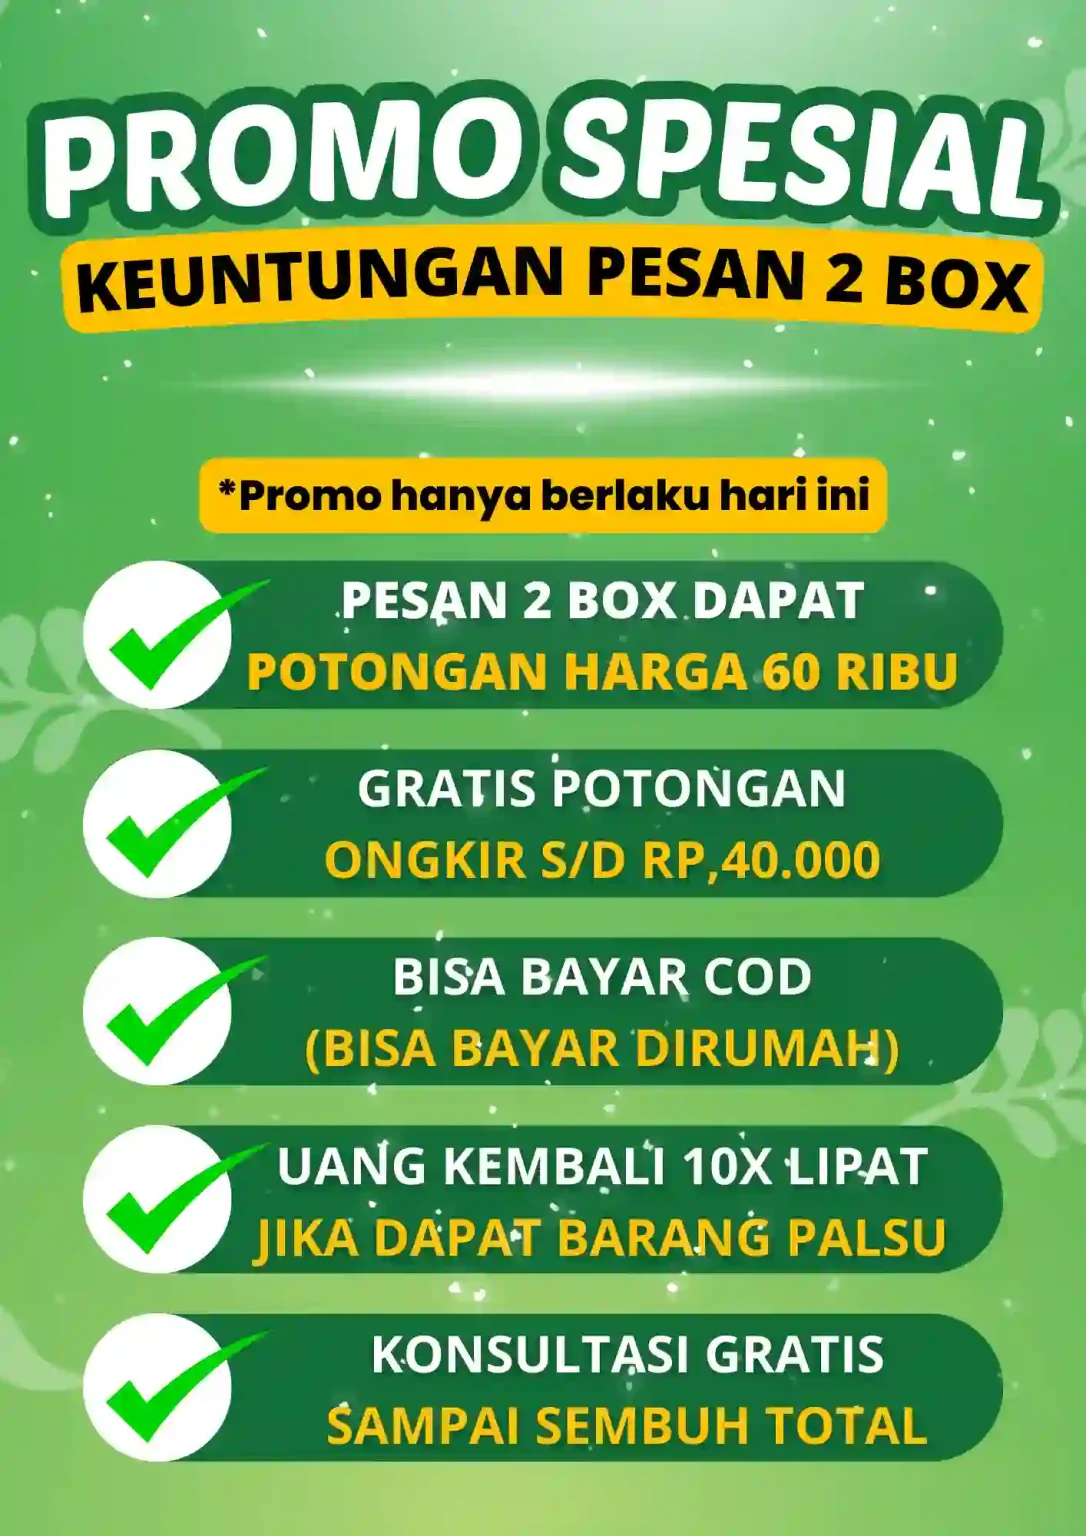 PROMO SPESIAL
KEUNTUNGAN PESAN 2 BOX
*Promo hanya berlaku hari ini
PESAN 2 BOX DAPAT
POTONGAN HARGA 60 RIBU
GRATIS POTONGAN
ONGKIR S/D RP,40.000
BISA BAYAR COD
(BISA BAYAR DIRUMAH)
UANG KEMBALI 10X LIPAT
JIKA DAPAT BARANG PALSU
KONSULTASI GRATIS
SAMPAI SEMBUH TOTAL